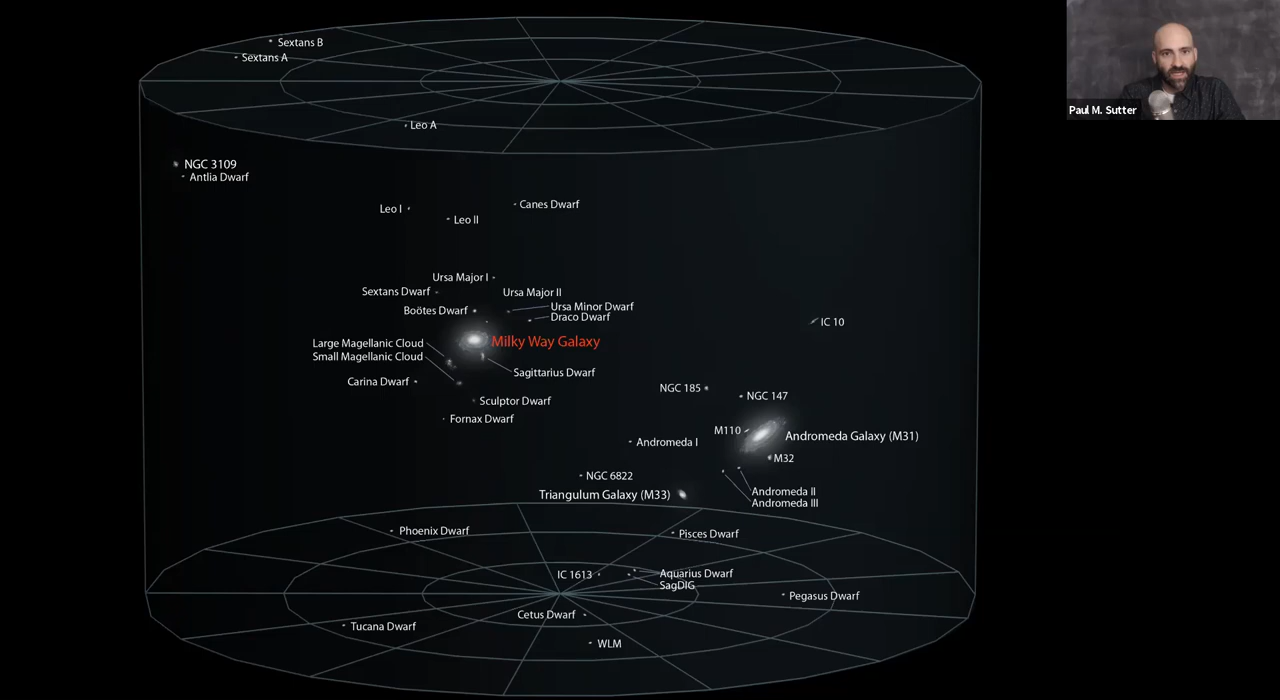 Sextans B
Sextans A
Paul M. Sutter
Leo A
NGC 3109
Antlia Dwarf
Leo I
Canes Dwarf
Leo II
Ursa Major I
Sextans Dwarf
Ursa Major II
Boötes Dwarf
Ursa Minor Dwarf
Draco Dwarf
IC 10
Large Magellanic Cloud
Milky Way Galaxy
Small Magellanic Cloud
Sagittarius Dwarf
Carina Dwarf
NGC 185
NGC 147
Sculptor Dwarf
Fornax Dwarf
M110
Andromeda Galaxy (M31)
Andromeda I
M32
NGC 6822
Triangulum Galaxy (M33)
Andromeda II
Andromeda III
Phoenix Dwarf
Pisces Dwarf
IC 1613
Aquarius Dwarf
SagDIG
Pegasus Dwarf
Cetus Dwarf
Tucana Dwarf
WLM